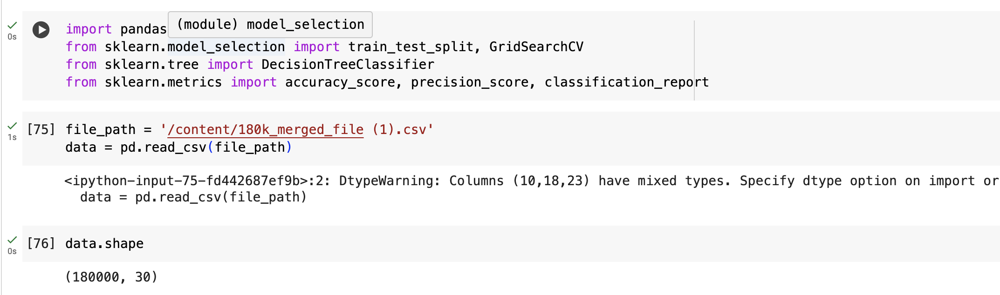 (module) model_selection
0s
import pandas
from sklearn.model_selection import train_test_split, GridSearchCV
from sklearn.tree import DecisionTreeClassifier
from sklearn.metrics import accuracy_score, precision_score, classification_report
1s
[75] file_path = '/content/180k_merged_file (1).csv'
data = pd.read_csv(file_path)
<ipython-input-75-fd442687ef9b>:2: DtypeWarning: Columns (10,18,23) have mixed types. Specify dtype option on import or
data = pd.read_csv(file_path)
0s
[76] data.shape
(180000, 30)